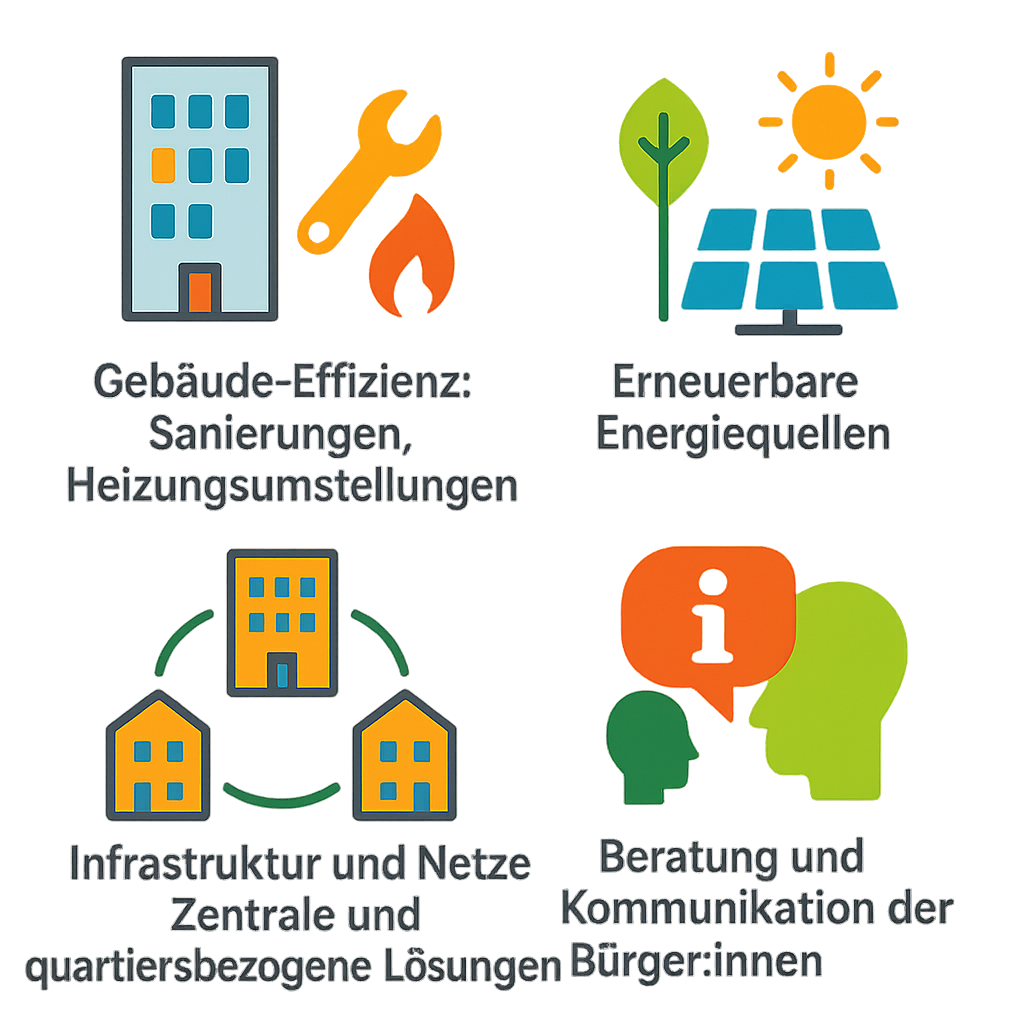 Gebäude-Effizienz:
Sanierungen,
Heizungsumstellungen
Erneuerbare
Energiequellen
i
Infrastruktur und Netze
Zentrale und
quartiersbezogene Lösungen
Beratung und
Kommunikation der
Bürger:innen